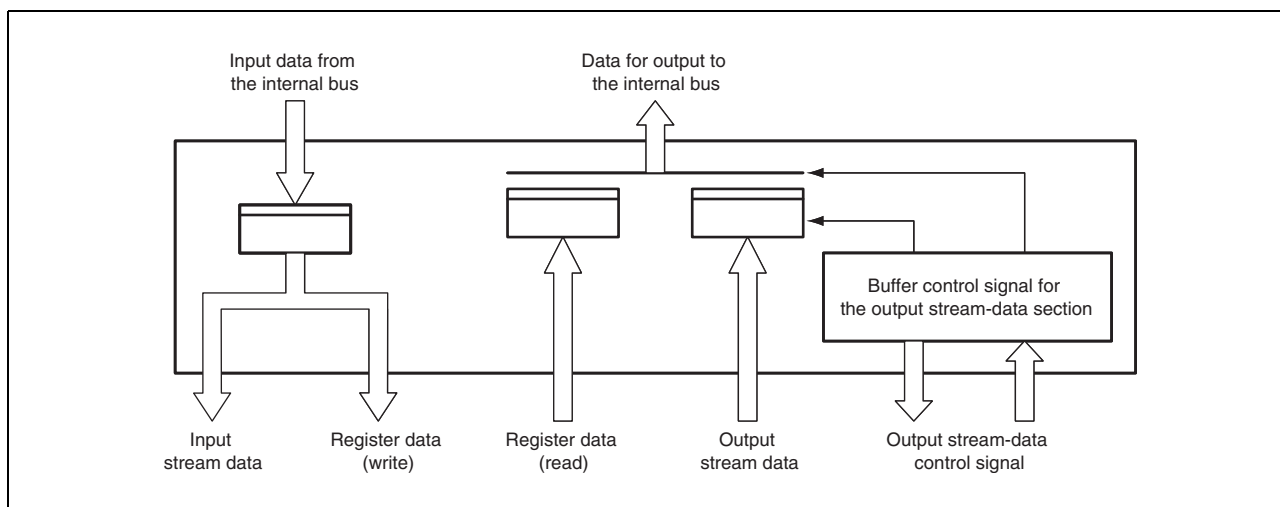 Input data from
the internal bus
Data for output to
the internal bus
Buffer control signal for
the output stream-data section
Input
stream data
Register data
(write)
Register data
(read)
Output
stream data
Output stream-data
control signal